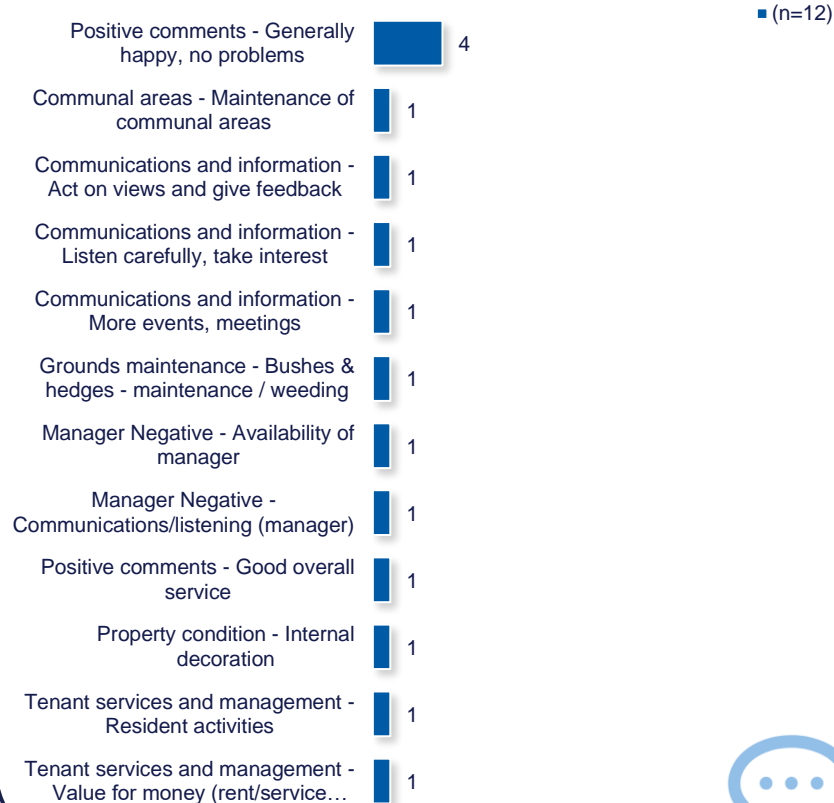 (n=12)
Positive comments - Generally
happy, no problems
4
Communal areas - Maintenance of
communal areas
1
Communications and information -
Act on views and give feedback
1
Communications and information -
Listen carefully, take interest
1
Communications and information -
More events, meetings
1
Grounds maintenance - Bushes &
hedges - maintenance / weeding
1
Manager Negative - Availability of
manager
1
Manager Negative -
Communications/listening (manager)
1
Positive comments - Good overall
service
1
Property condition - Internal
decoration
1
Tenant services and management -
Resident activities
1
Tenant services and management -
Value for money (rent/service…
1